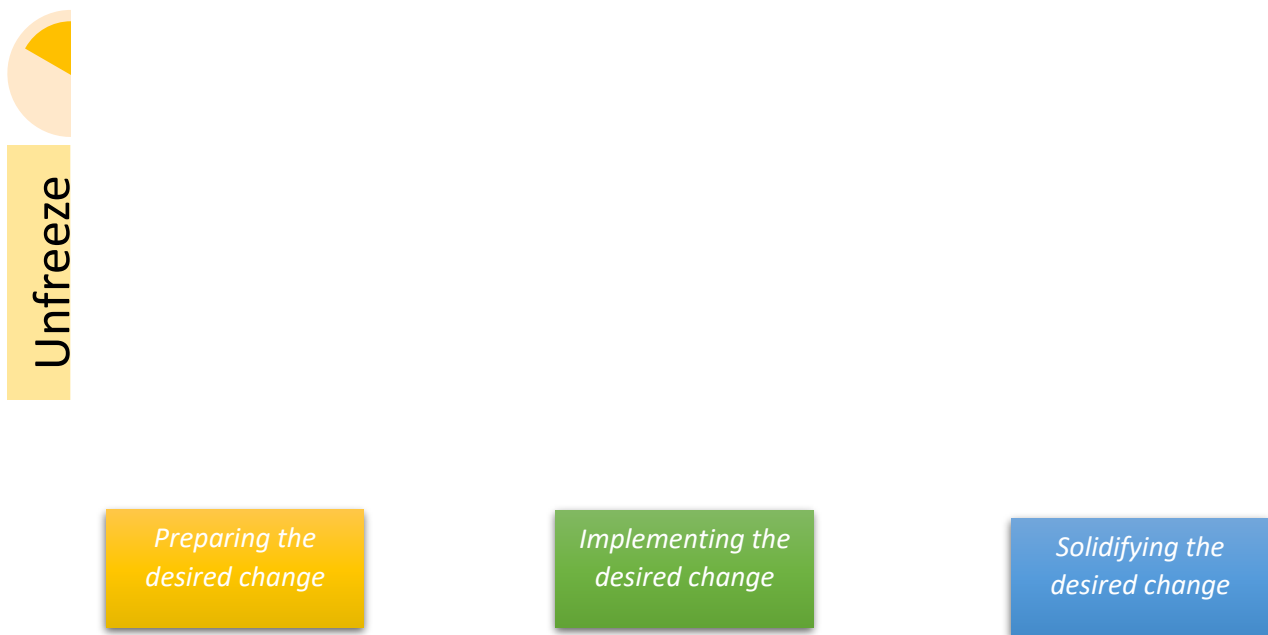 Unfreeze
Preparing the
desired change
Implementing the
desired change
Solidifying the
desired change